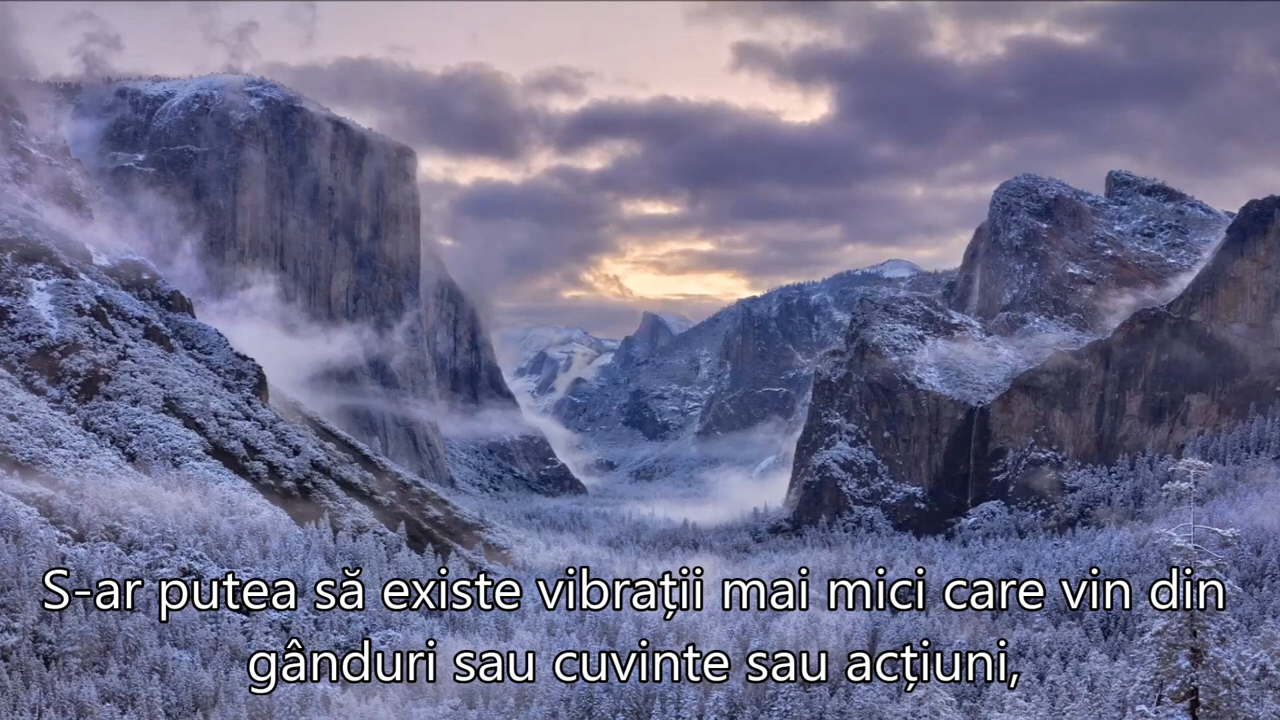 S-ar putea să existe vibrații mai mici care vin din
gânduri sau cuvinte sau acțiuni,